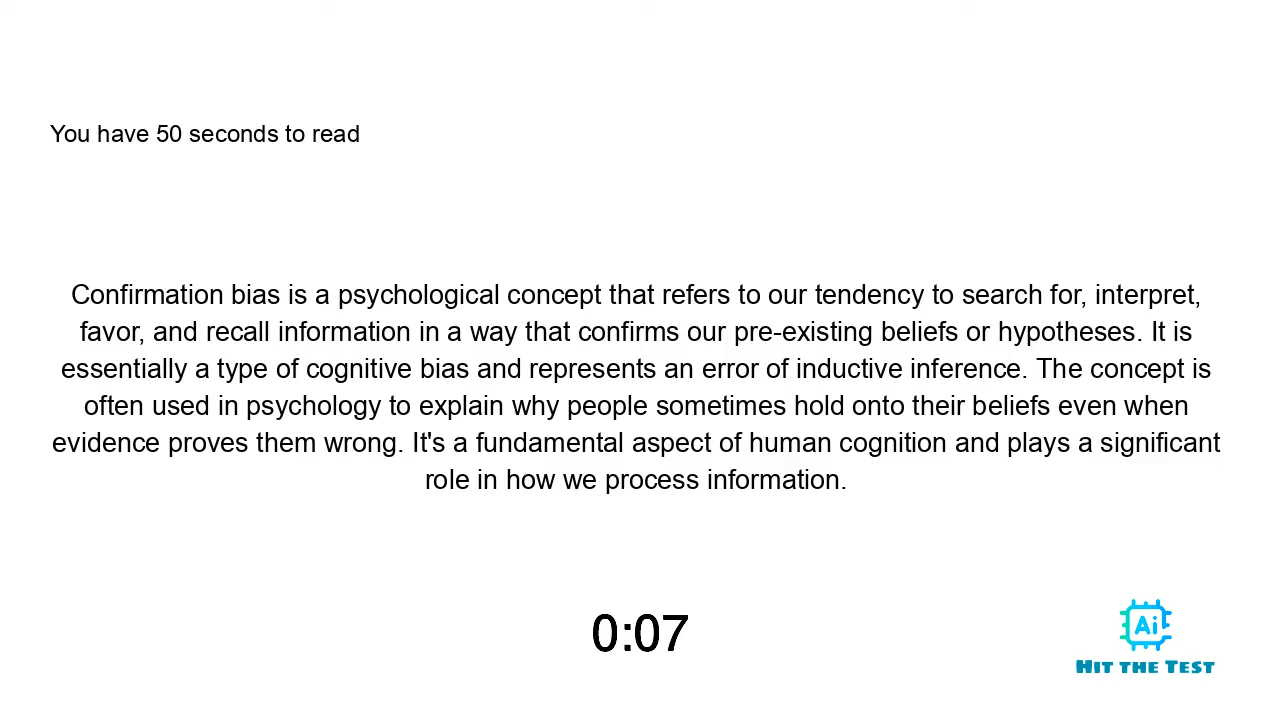 You have 50 seconds to read
Confirmation bias is a psychological concept that refers to our tendency to search for, interpret,
favor, and recall information in a way that confirms our pre-existing beliefs or hypotheses. It is
essentially a type of cognitive bias and represents an error of inductive inference. The concept is
often used in psychology to explain why people sometimes hold onto their beliefs even when
evidence proves them wrong. It's a fundamental aspect of human cognition and plays a significant
role in how we process information.
0:07
Ai
Hit the Test